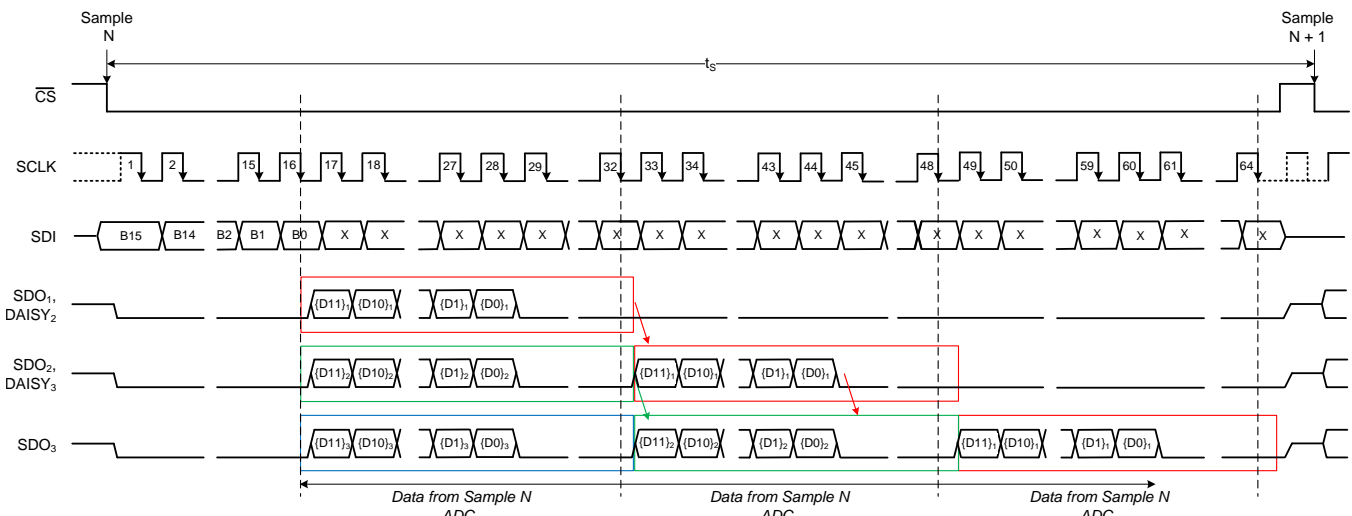 Sample
N
Sample
N + 1
tS
CS
SCLK
1 2 15 16 17 18 27 28 29 32 33 34 43 44 45 48 49 50 59 60 61 64
SDI
B15 B14 B2 B1 B0 X X X X X X X X X X X X X X X X X X X
SDO1,
DAISY2
{D11}1 {D10}1 {D1}1 {D0}1
SDO2,
DAISY3
{D11}2 {D10}2 {D1}2 {D0}2 {D11}1 {D10}1 {D1}1 {D0}1
SDO3
{D11}3 {D10}3 {D1}3 {D0}3 {D11}2 {D10}2 {D1}2 {D0}2 {D11}1 {D10}1 {D1}1 {D0}1
Data from Sample N Data from Sample N Data from Sample N
ADC ADC ADC